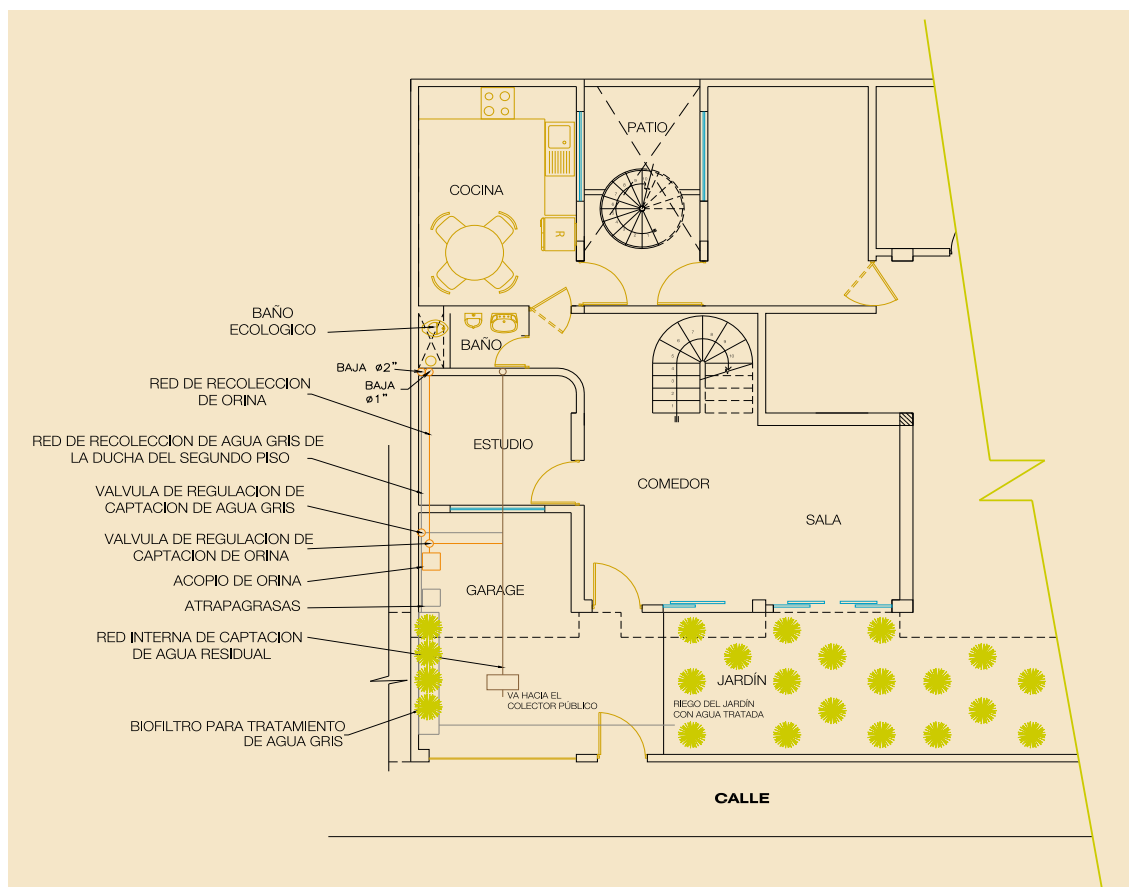 PATIO
COCINA
R
BAÑO
ECOLOGICO
BAÑO
BAJA ø2"
BAJA
ø1"
RED DE RECOLECCION
DE ORINA
RED DE RECOLECCION DE AGUA GRIS DE
LA DUCHA DEL SEGUNDO PISO
ESTUDIO
COMEDOR
SALA
VALVULA DE REGULACION DE
CAPTACION DE AGUA GRIS
VALVULA DE REGULACION DE
CAPTACION DE ORINA
ACOPIO DE ORINA
GARAGE
ATRAPAGRASAS
RED INTERNA DE CAPTACION
DE AGUA RESIDUAL
JARDÍN
VA HACIA EL
COLECTOR PÚBLICO
RIEGO DEL JARDÍN
CON AGUA TRATADA
BIOFILTRO PARA TRATAMIENTO
DE AGUA GRIS
CALLE